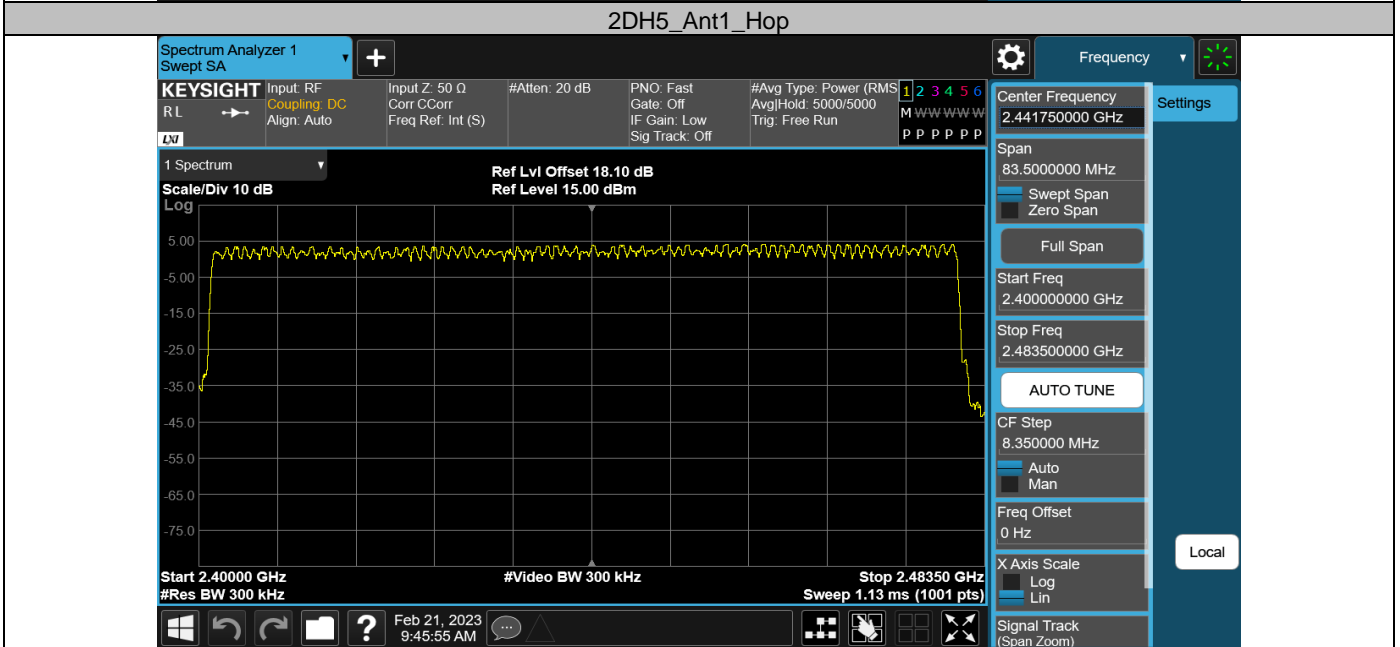 2DH5_Ant1_Hop
Spectrum Analyzer 1
Swept SA
+
Frequency
KEYSIGHT
RL
LXI
Input: RF
Coupling: DC
Align: Auto
Input Z: 50 Ω
Corr CCorr
Freq Ref: Int (S)
#Atten: 20 dB
PNO: Fast
Gate: Off
IF Gain: Low
Sig Track: Off
#Avg Type: Power (RMS
Avg|Hold: 5000/5000
Trig: Free Run
1 2 3 4 5 6
M W W W W W
P P P P P P
1 Spectrum
Scale/Div 10 dB
Ref Lvl Offset 18.10 dB
Ref Level 15.00 dBm
Log
5.00
-5.00
-15.0
-25.0
-35.0
-45.0
-55.0
-65.0
-75.0
Start 2.40000 GHz
#Video BW 300 kHz
Stop 2.48350 GHz
#Res BW 300 kHz
Sweep 1.13 ms (1001 pts)
Center Frequency
2.441750000 GHz
Settings
Span
83.5000000 MHz
Swept Span
Zero Span
Full Span
Start Freq
2.400000000 GHz
Stop Freq
2.483500000 GHz
AUTO TUNE
CF Step
8.350000 MHz
Auto
Man
Freq Offset
0 Hz
X Axis Scale
Log
Lin
Local
Signal Track
(Span Zoom)
?
Feb 21, 2023
9:45:55 AM